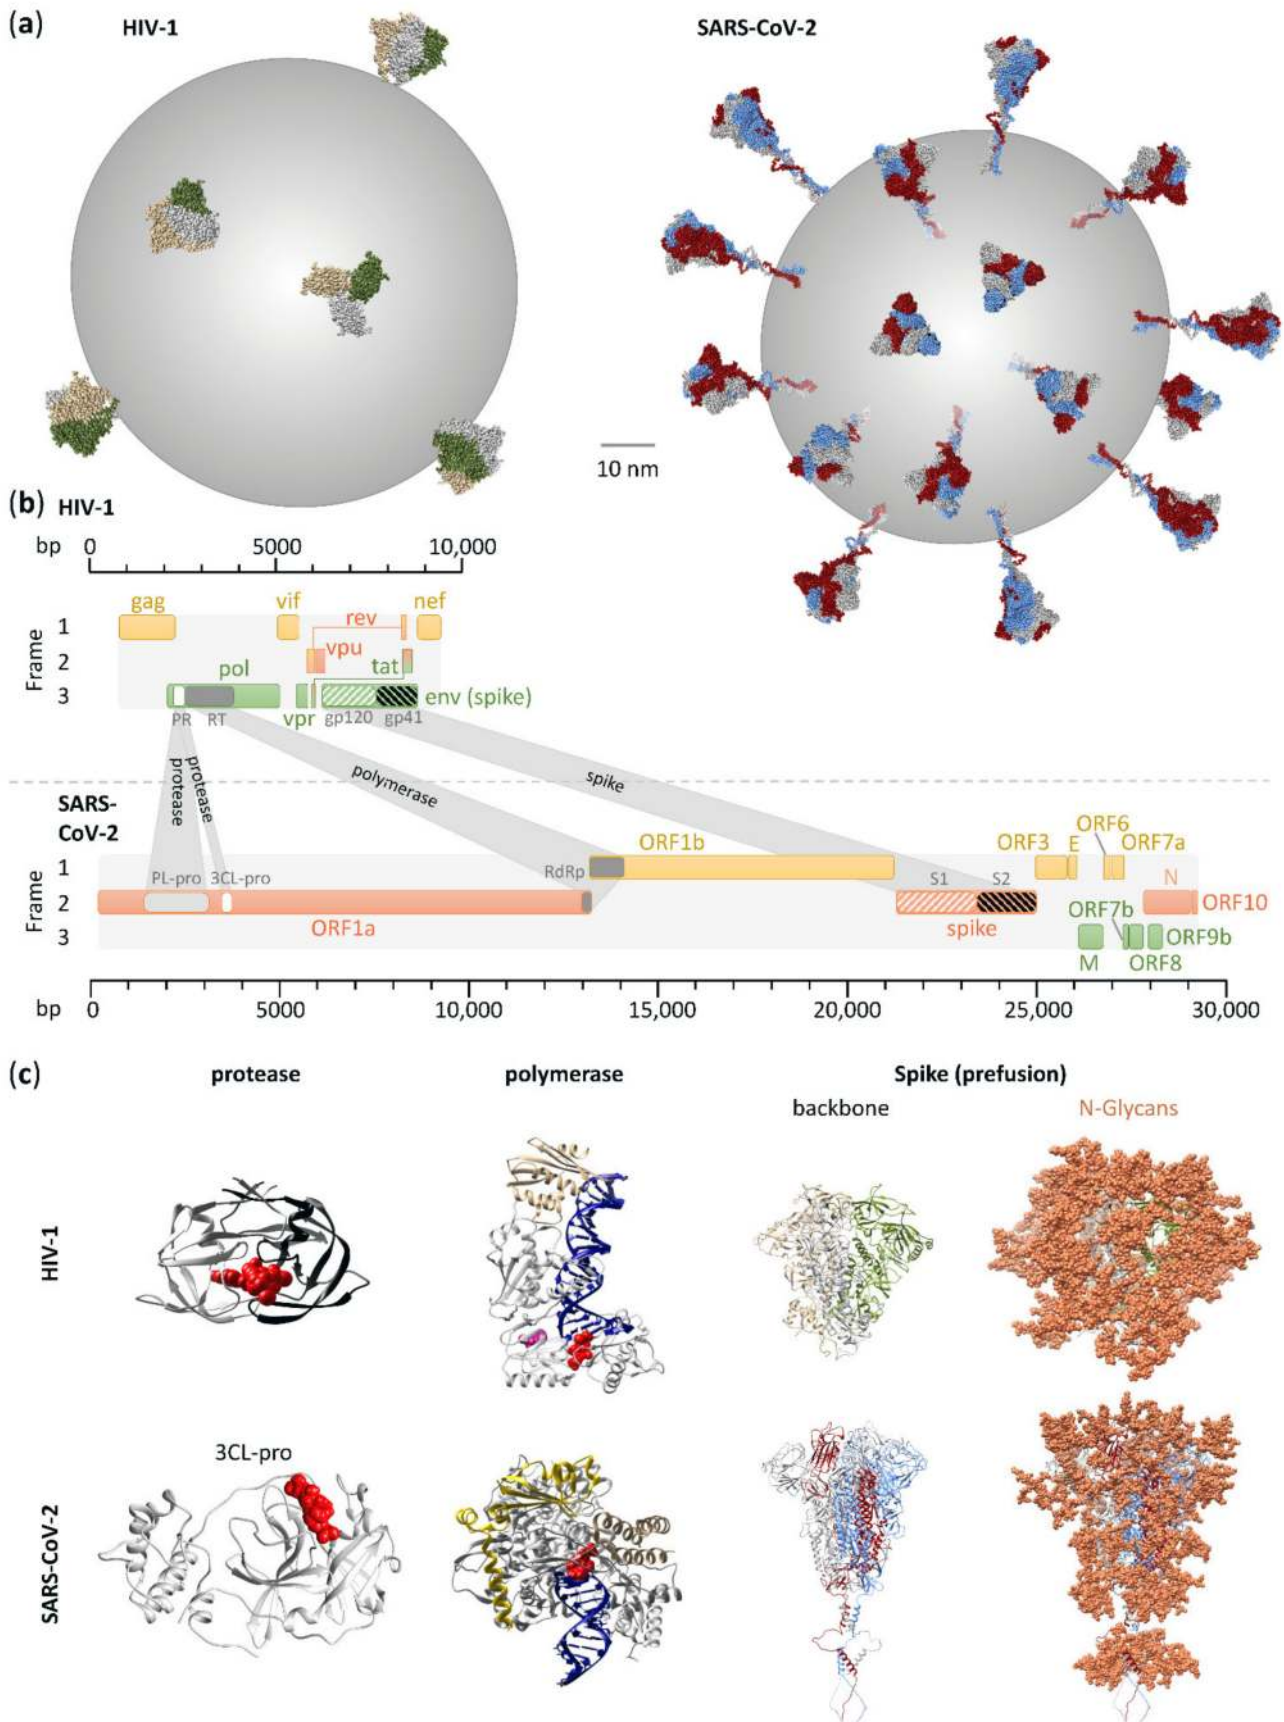 (a) HIV-1 SARS-CoV-2
10 nm
(b) HIV-1
bp 0 5000 10,000
gag vif nef
rev
1
vpu
2
pol tat
Frame
3
env (spike)
PR RT vpr gp120 gp41
protease
protease
polymerase
spike
SARS-
CoV-2
ORF6
ORF1b ORF3 E ORF7a
1
RdRp
PL-pro 3CL-pro S1 S2 N
Frame
2
ORF10
ORF1a spike ORF7b
3
ORF9b
M ORF8
bp 0 5000 10,000 15,000 20,000 25,000 30,000
(c) protease polymerase Spike (prefusion)
backbone N-Glycans
HIV-1
3CL-pro
SARS-CoV-2